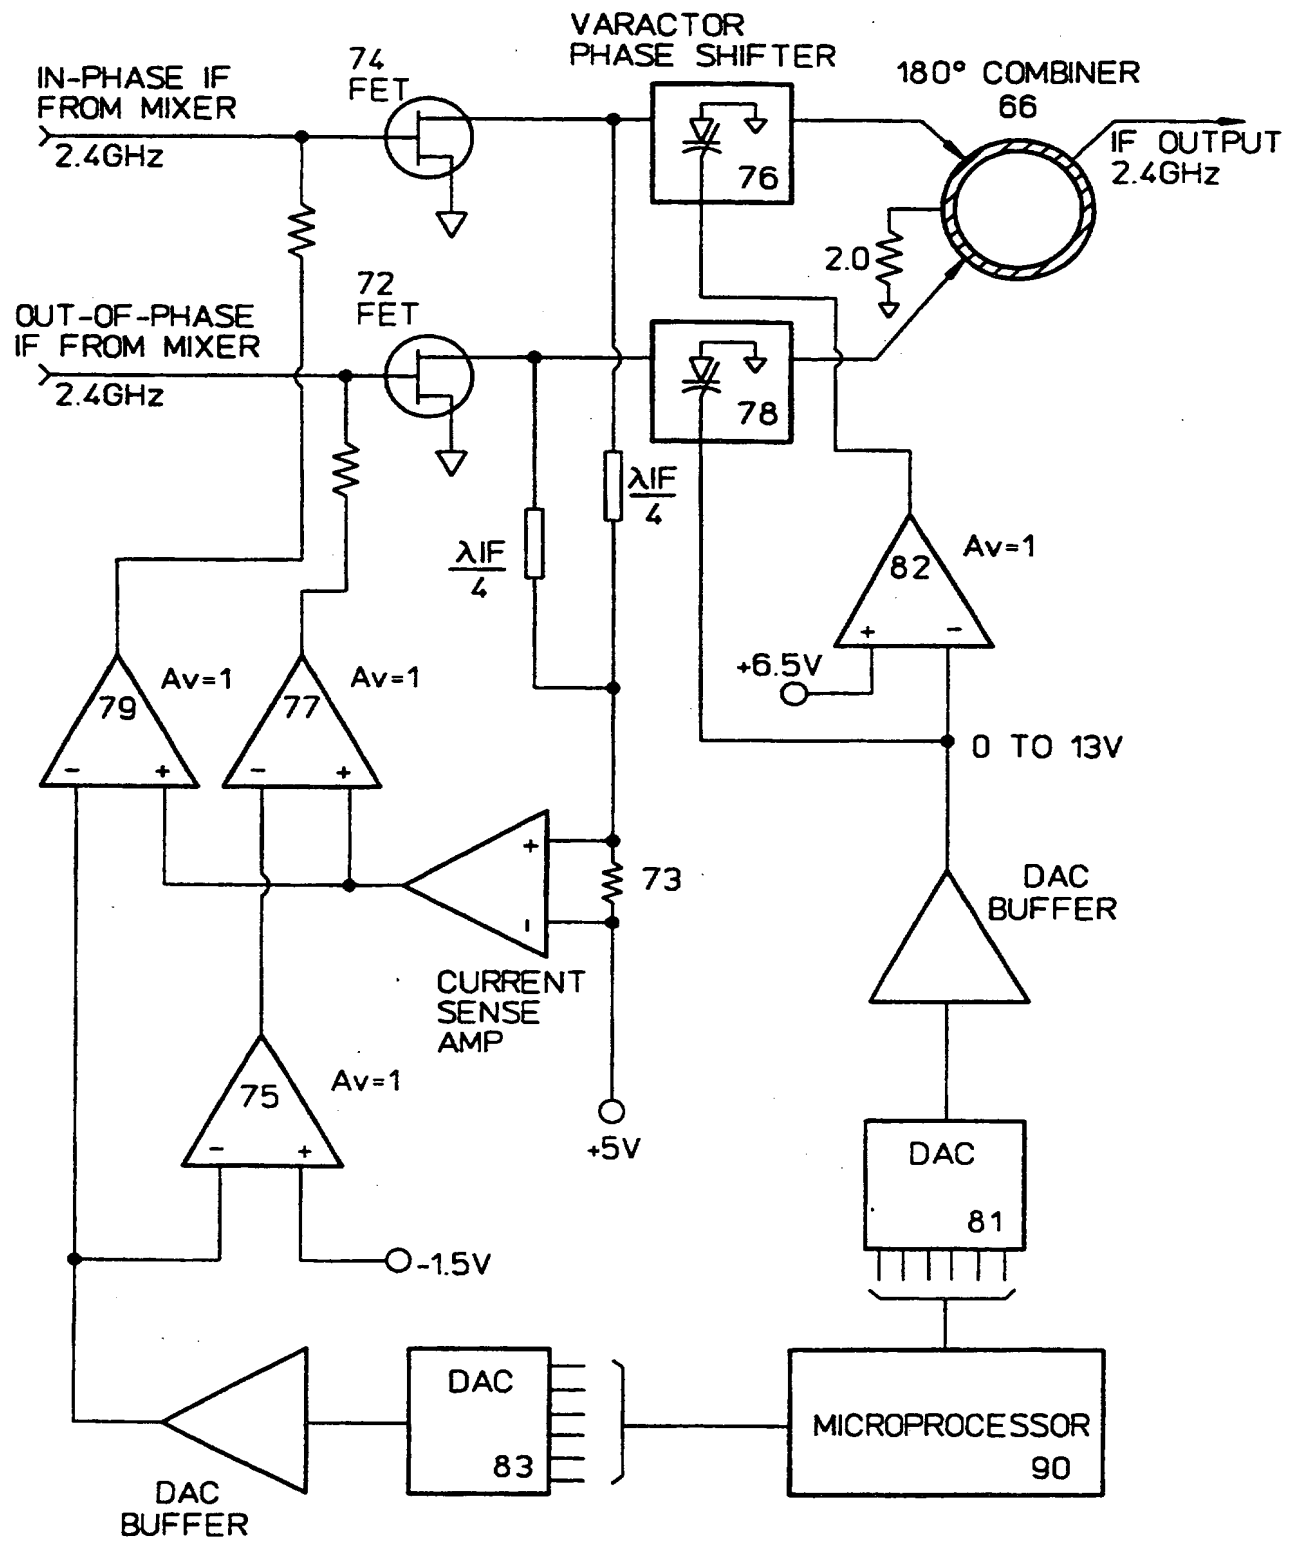 VARACTOR
PHASE SHIFTER
74
FET
IN-PHASE IF
FROM MIXER
2.4GHz
180° COMBINER
66
IF OUTPUT
2.4GHz
76
2.0
72
FET
OUT-OF-PHASE
IF FROM MIXER
2.4GHz
78
λIF
4
λIF
4
82
Av=1
+
-
+6.5V
0 TO 13V
79
Av=1
-
+
77
Av=1
-
+
+
-
73
CURRENT
SENSE
AMP
DAC
BUFFER
75
Av=1
-
+
+5V
-1.5V
DAC
81
DAC
83
MICROPROCESSOR
90
DAC
BUFFER